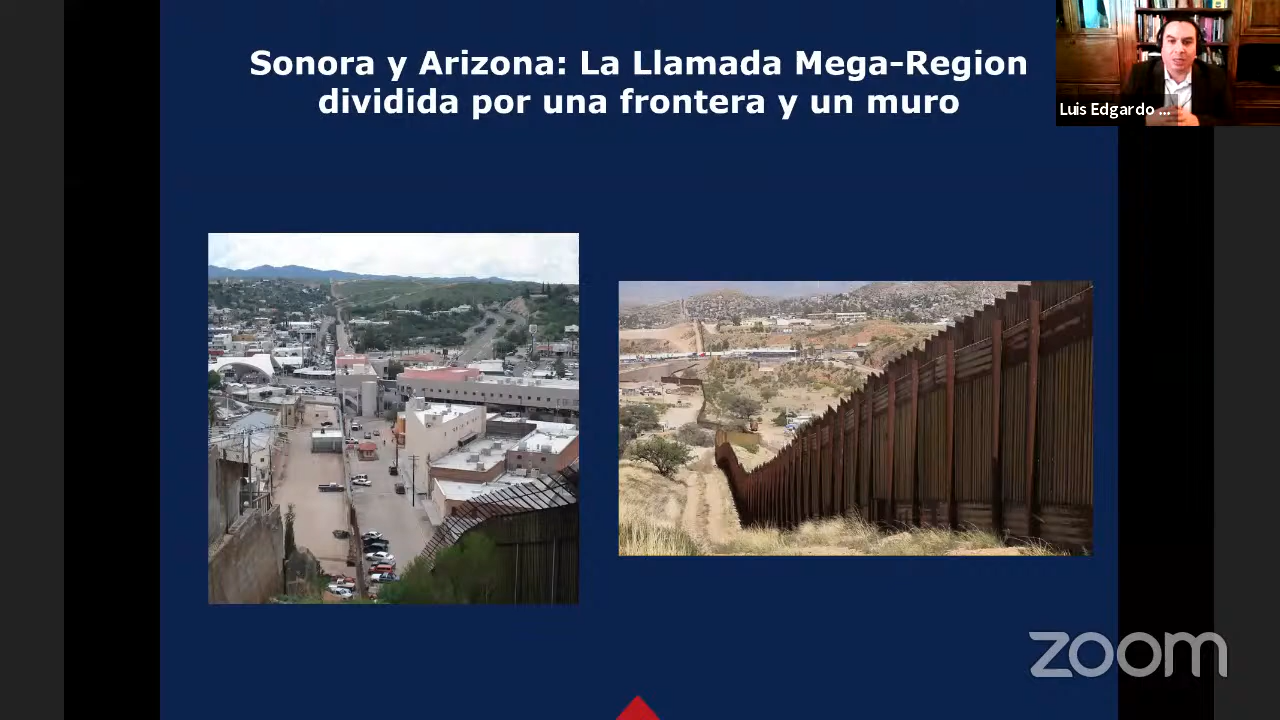 Sonora y Arizona: La Llamada Mega-Region
dividida por una frontera y un muro
Luis Edgardo ...
zoom